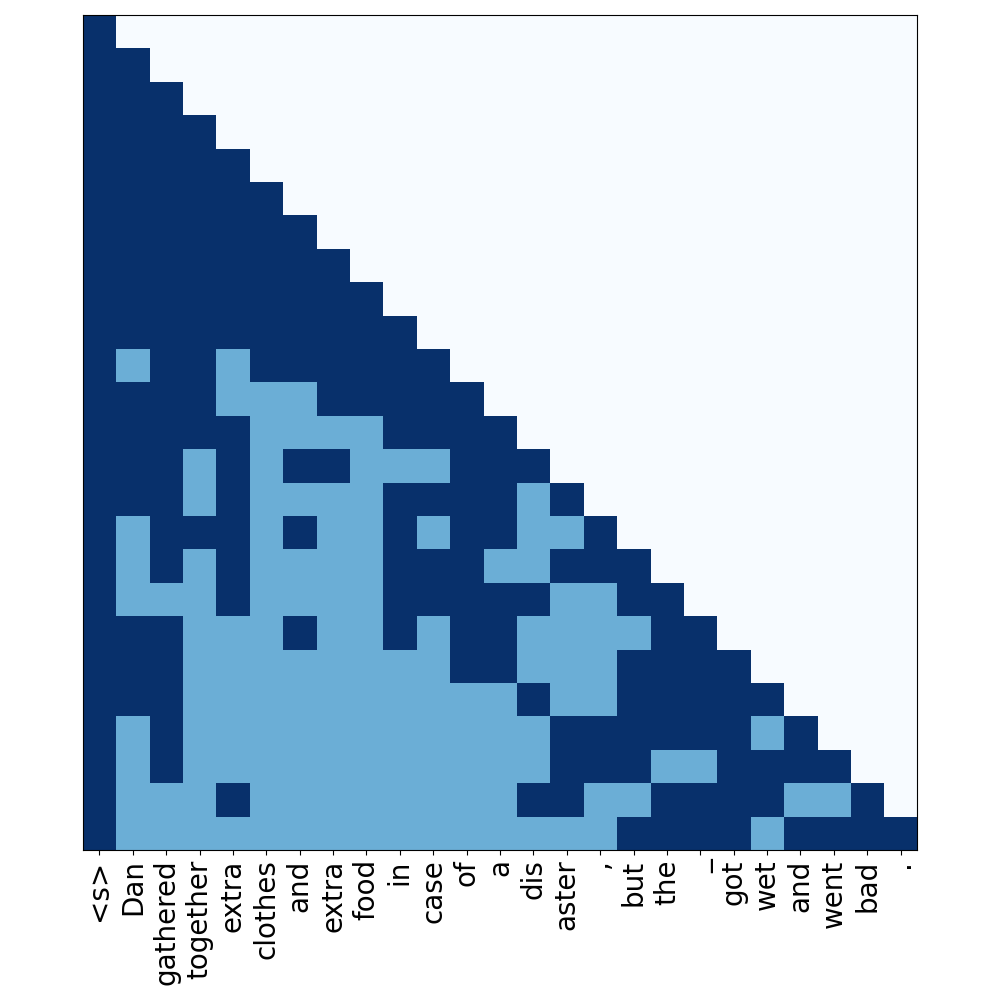 <s> Dan gathered together extra clothes and extra food in case of a dis aster , but the _ got wet and went bad .